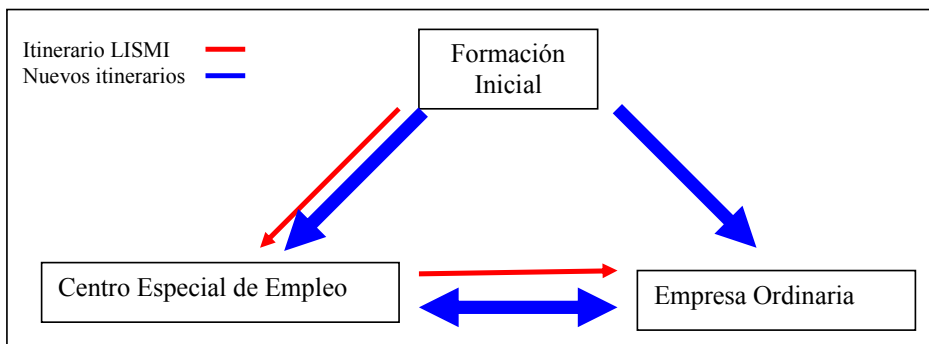 Itinerario LISMI
Nuevos itinerarios
Formación
Inicial
Centro Especial de Empleo
Empresa Ordinaria